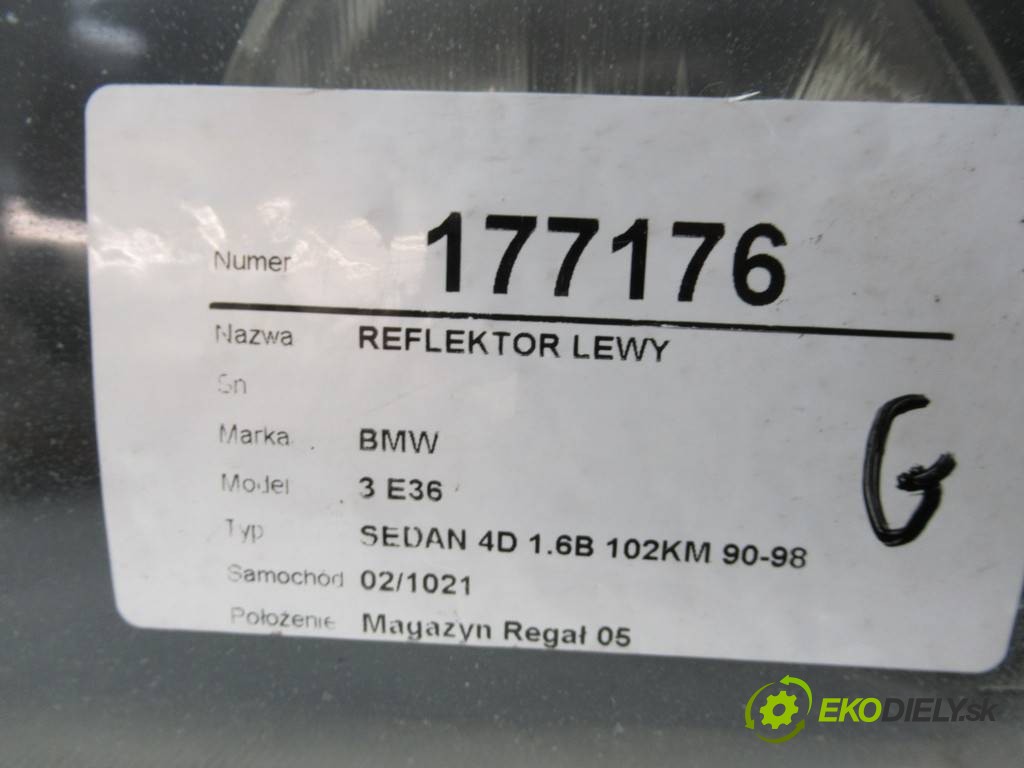 Numer 177176
Nazwa REFLEKTOR LEWY
Sn
Marka BMW
Model 3 E36
Typ SEDAN 4D 1.6B 102KM 90-98
Samochód 02/1021
Położenie Magazyn Regał 05
G
EKODIELY.sk